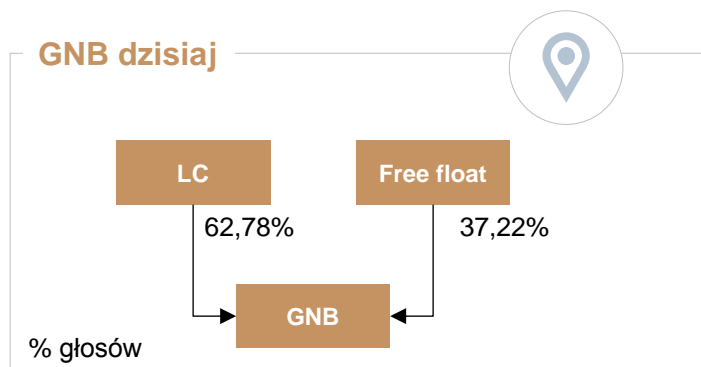 GNB dzisiaj
LC
Free float
62,78%
37,22%
GNB
% głosów